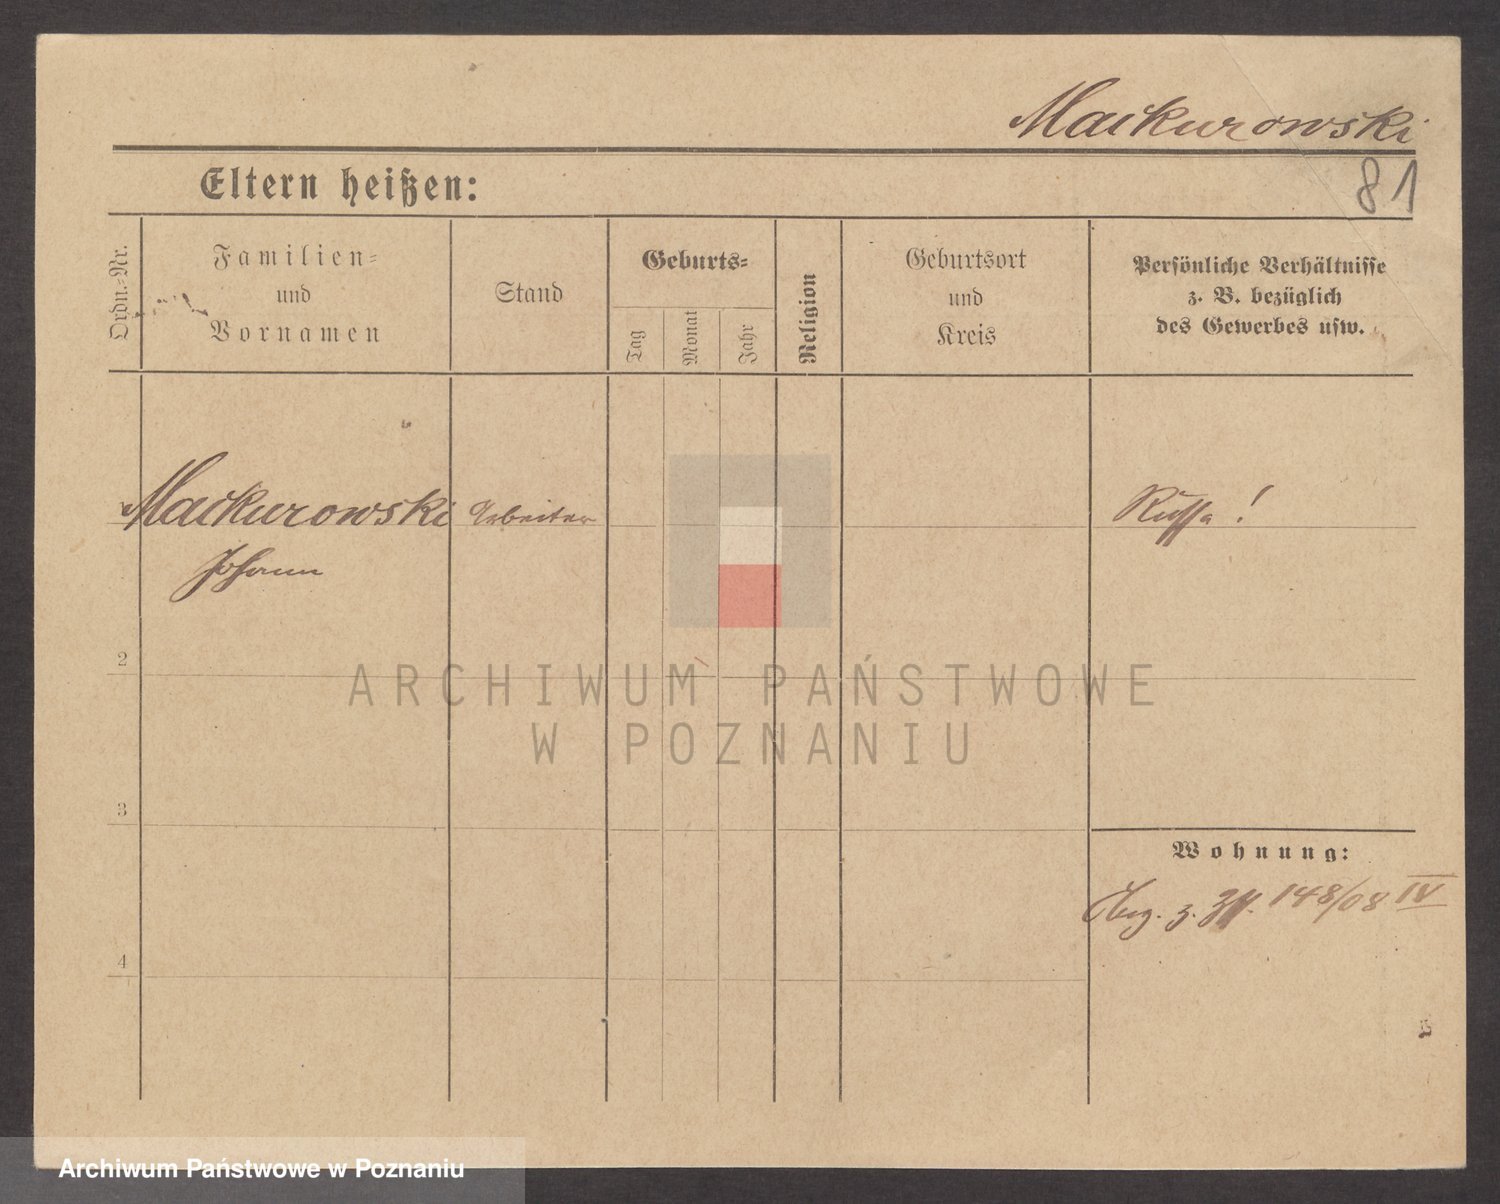 Maikurowski
81
Eltern heißen:
Ordn.-Nr.
Familien-
und
Vornamen
Stand
Geburts-
Tag
Monat
Jahr
Religion
Geburtsort
und
Kreis
Persönliche Verhältnisse
z. B. bezüglich
des Gewerbes usw.
Maikurowski Arbeiter Russe!
Johann
2
ARCHIWUM PAŃSTWOWE
W POZNANIU
3
Wohnung:
z. 148/08 IV
4
Archiwum Państwowe w Poznaniu